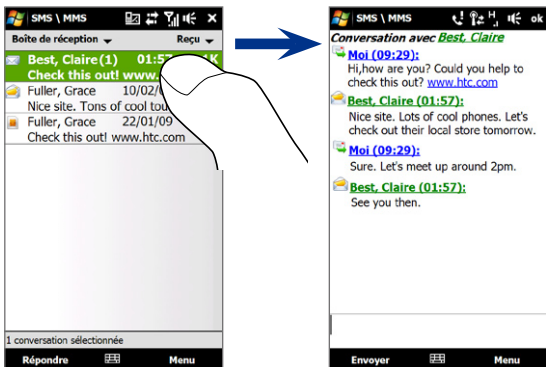 SMS \ MMS
Boîte de réception Reçu
Best, Claire (1) 01:57 1K
Check this out! www.
Fuller, Grace 10/02/
Nice site. Tons of cool tou
Fuller, Grace 22/01/09
Check this out! www.htc.com
1 conversation sélectionnée
Répondre Menu
SMS \ MMS ok
Conversation avec Best, Claire
Moi (09:29):
Hi,how are you? Could you help to
check this out? www.htc.com
Best, Claire (01:57):
Nice site. Lots of cool phones. Let's
check out their local store tomorrow.
Moi (09:29):
Sure. Let's meet up around 2pm.
Best, Claire (01:57):
See you then.
Envoyer Menu